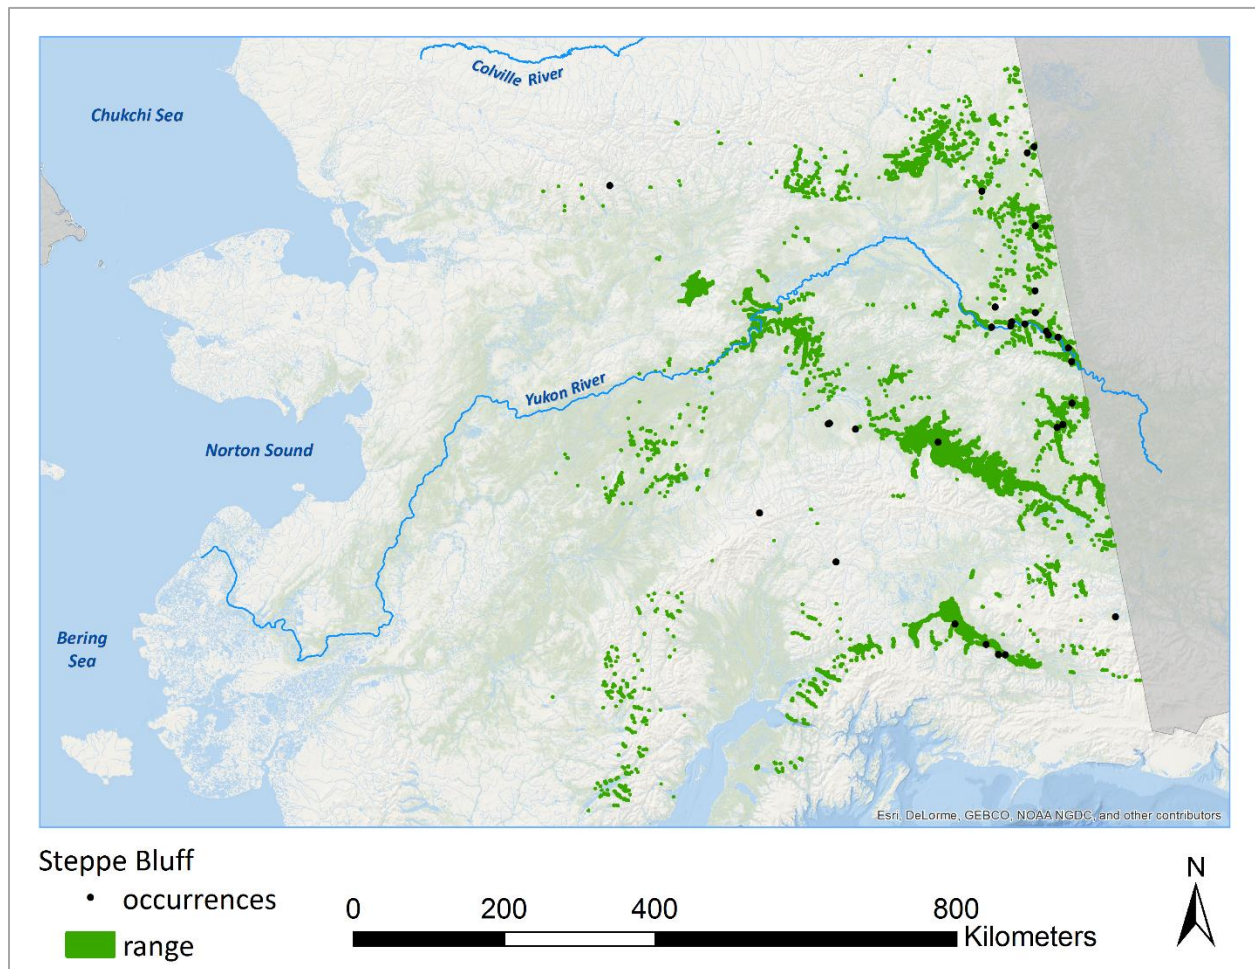 Colville River
Chukchi Sea
Yukon River
Norton Sound
Bering
Sea
Esri, DeLorme, GEBCO, NOAA NGDC, and other contributors
Steppe Bluff
occurrences
range
0 200 400 800
Kilometers
N